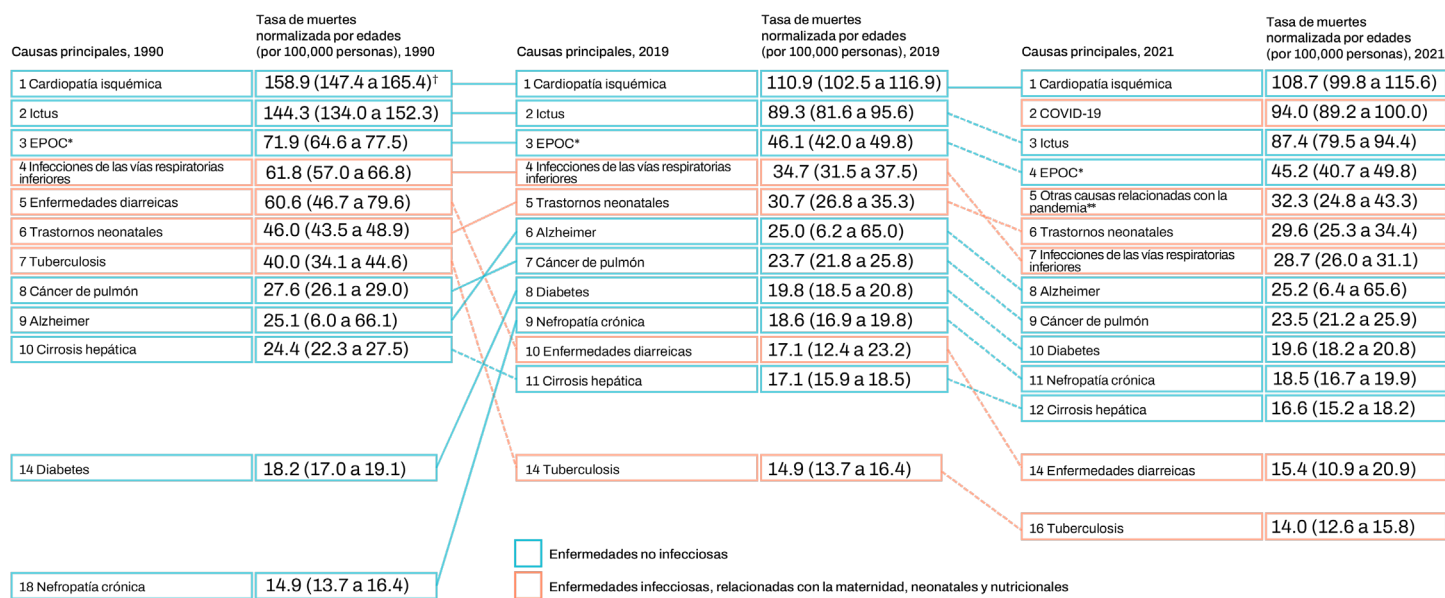 Causas principales, 1990
Tasa de muertes
normalizada por edades
(por 100,000 personas), 1990
1 Cardiopatía isquémica
158.9 (147.4 a 165.4)†
2 Ictus
144.3 (134.0 a 152.3)
3 EPOC*
71.9 (64.6 a 77.5)
4 Infecciones de las vías respiratorias
inferiores
61.8 (57.0 a 66.8)
5 Enfermedades diarreicas
60.6 (46.7 a 79.6)
6 Trastornos neonatales
46.0 (43.5 a 48.9)
7 Tuberculosis
40.0 (34.1 a 44.6)
8 Cáncer de pulmón
27.6 (26.1 a 29.0)
9 Alzheimer
25.1 (6.0 a 66.1)
10 Cirrosis hepática
24.4 (22.3 a 27.5)
14 Diabetes
18.2 (17.0 a 19.1)
18 Nefropatía crónica
14.9 (13.7 a 16.4)
Causas principales, 2019
Tasa de muertes
normalizada por edades
(por 100,000 personas), 2019
1 Cardiopatía isquémica
110.9 (102.5 a 116.9)
2 Ictus
89.3 (81.6 a 95.6)
3 EPOC*
46.1 (42.0 a 49.8)
4 Infecciones de las vías respiratorias
inferiores
34.7 (31.5 a 37.5)
5 Trastornos neonatales
30.7 (26.8 a 35.3)
6 Alzheimer
25.0 (6.2 a 65.0)
7 Cáncer de pulmón
23.7 (21.8 a 25.8)
8 Diabetes
19.8 (18.5 a 20.8)
9 Nefropatía crónica
18.6 (16.9 a 19.8)
10 Enfermedades diarreicas
17.1 (12.4 a 23.2)
11 Cirrosis hepática
17.1 (15.9 a 18.5)
14 Tuberculosis
14.9 (13.7 a 16.4)
Causas principales, 2021
Tasa de muertes
normalizada por edades
(por 100,000 personas), 2021
1 Cardiopatía isquémica
108.7 (99.8 a 115.6)
2 COVID-19
94.0 (89.2 a 100.0)
3 Ictus
87.4 (79.5 a 94.4)
4 EPOC*
45.2 (40.7 a 49.8)
5 Otras causas relacionadas con la
pandemia**
32.3 (24.8 a 43.3)
6 Trastornos neonatales
29.6 (25.3 a 34.4)
7 Infecciones de las vías respiratorias
inferiores
28.7 (26.0 a 31.1)
8 Alzheimer
25.2 (6.4 a 65.6)
9 Cáncer de pulmón
23.5 (21.2 a 25.9)
10 Diabetes
19.6 (18.2 a 20.8)
11 Nefropatía crónica
18.5 (16.7 a 19.9)
12 Cirrosis hepática
16.6 (15.2 a 18.2)
14 Enfermedades diarreicas
15.4 (10.9 a 20.9)
16 Tuberculosis
14.0 (12.6 a 15.8)
Enfermedades no infecciosas
Enfermedades infecciosas, relacionadas con la maternidad, neonatales y nutricionales